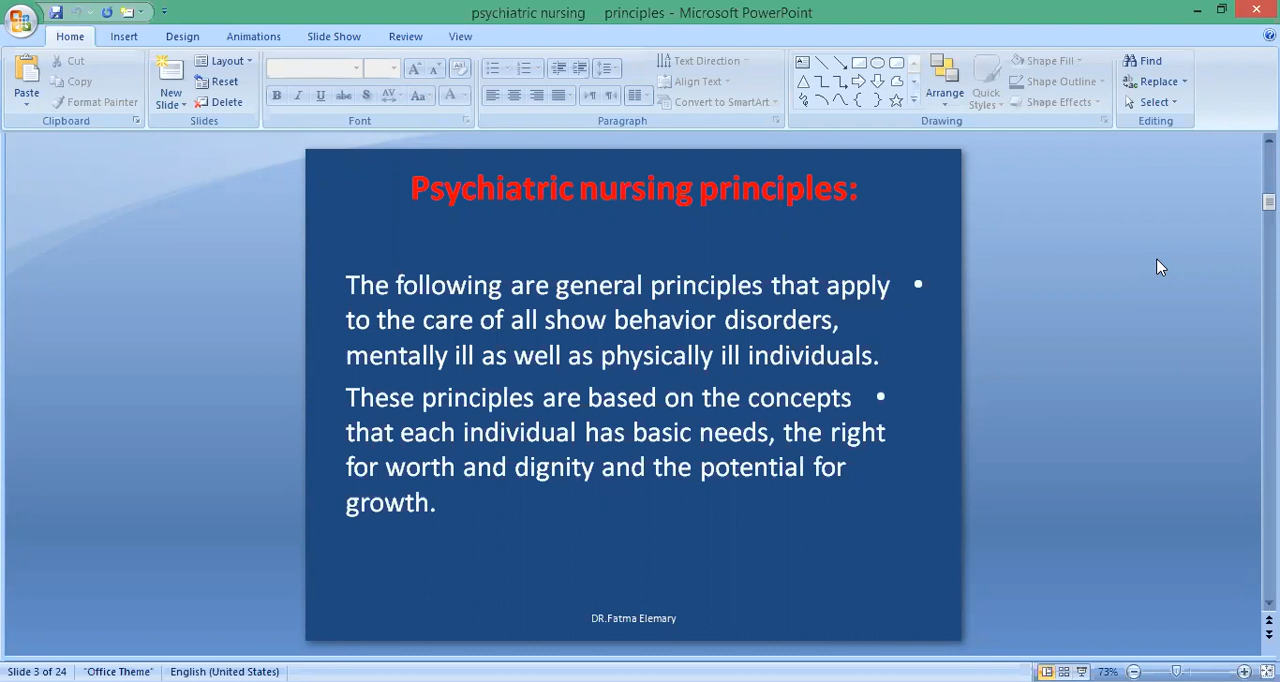 psychiatric nursing principles - Microsoft PowerPoint
Home Insert Design Animations Slide Show Review View
Paste
Cut
Copy
Format Painter
Clipboard
New Slide
Layout
Reset
Delete
Slides
B I U abc S AV Aa A
Font
Text Direction
Align Text
Convert to SmartArt
Paragraph
Arrange
Quick Styles
Shape Fill
Shape Outline
Shape Effects
Drawing
Find
Replace
Select
Editing
Psychiatric nursing principles:
The following are general principles that apply •
to the care of all show behavior disorders,
mentally ill as well as physically ill individuals.
These principles are based on the concepts •
that each individual has basic needs, the right
for worth and dignity and the potential for
growth.
DR.Fatma Elemary
Slide 3 of 24 "Office Theme" English (United States) 73%